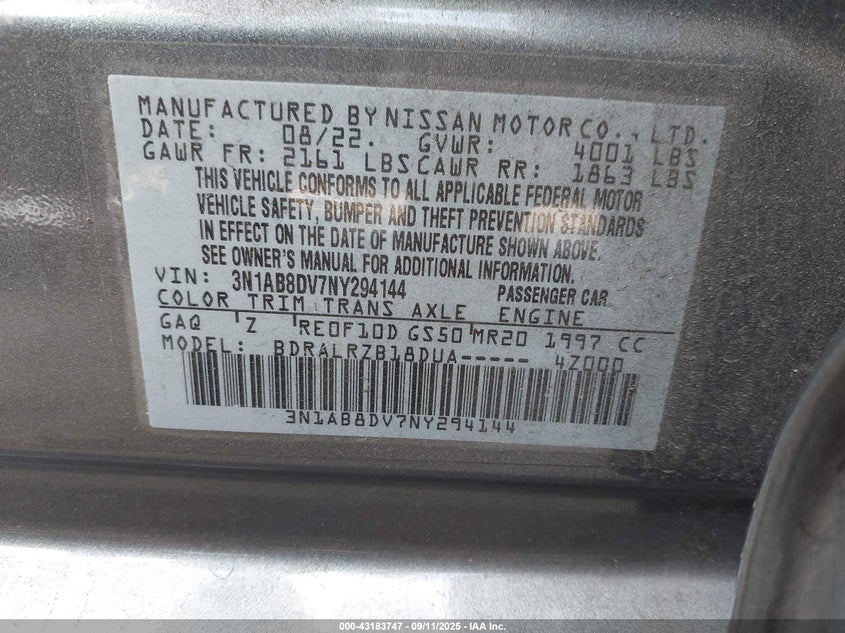 MANUFACTURED BY NISSAN MOTOR CO., LTD.
DATE: 08/22. GVWR: 4001 LBS
GAWR FR: 2161 LBS GAWR RR: 1863 LBS
THIS VEHICLE CONFORMS TO ALL APPLICABLE FEDERAL MOTOR
VEHICLE SAFETY, BUMPER AND THEFT PREVENTION STANDARDS
IN EFFECT ON THE DATE OF MANUFACTURE SHOWN ABOVE.
SEE OWNER'S MANUAL FOR ADDITIONAL INFORMATION.
VIN: 3N1AB8DV7NY294144 PASSENGER CAR
COLOR TRIM TRANS AXLE ENGINE
GAQ Z RE0F10D GS50 MR20 1997 CC
MODEL: BDRALRZB18DUA----- 4Z000
3N1AB8DV7NY294144
000-43183747 - 09/11/2025 - IAA Inc.